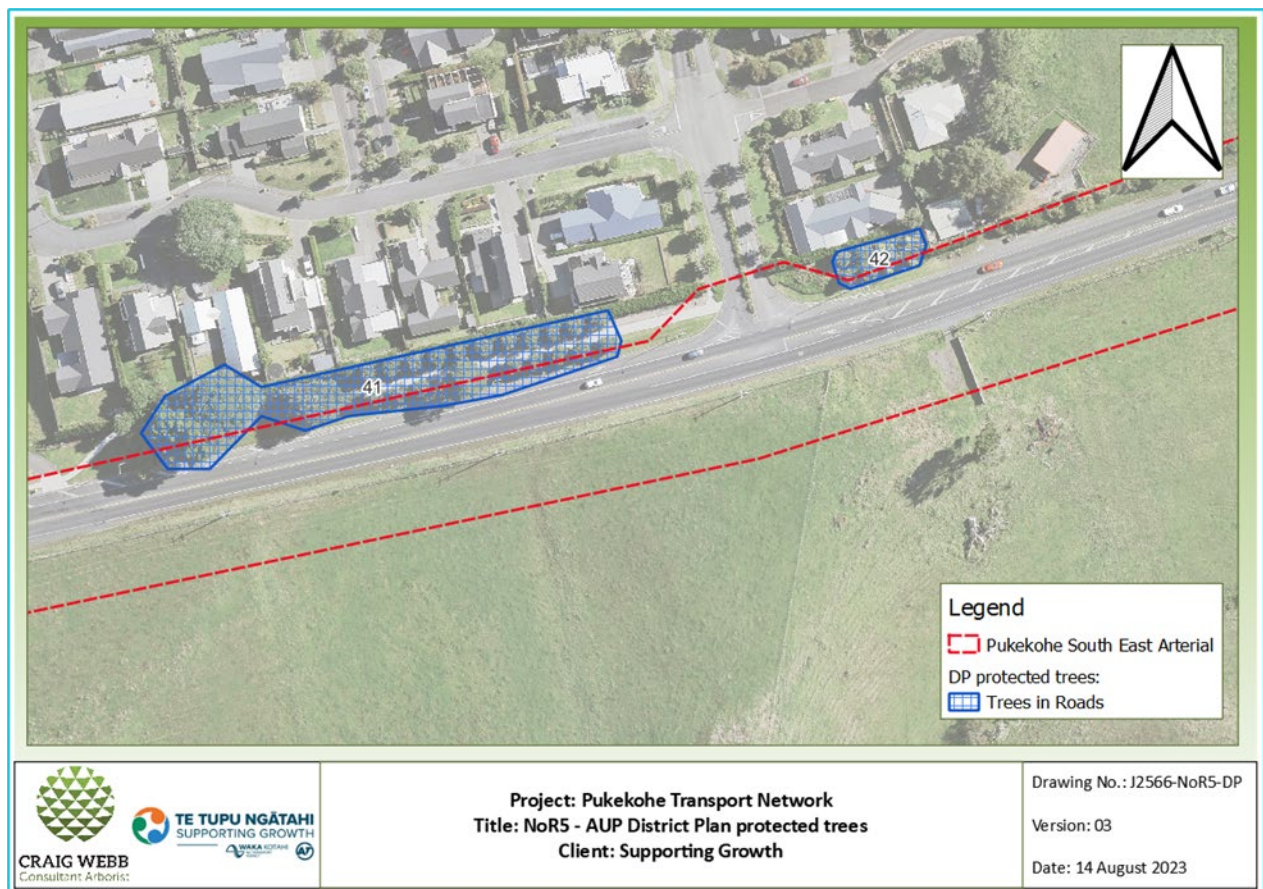 42
41
Legend
Pukekohe South East Arterial
DP protected trees:
Trees in Roads
CRAIG WEBB
Consultant Arborist
TE TUPU NGĀTAHI
SUPPORTING GROWTH
WAKA KOTAHI
AT
Project: Pukekohe Transport Network
Title: NoR5 - AUP District Plan protected trees
Client: Supporting Growth
Drawing No.: J2566-NoR5-DP
Version: 03
Date: 14 August 2023